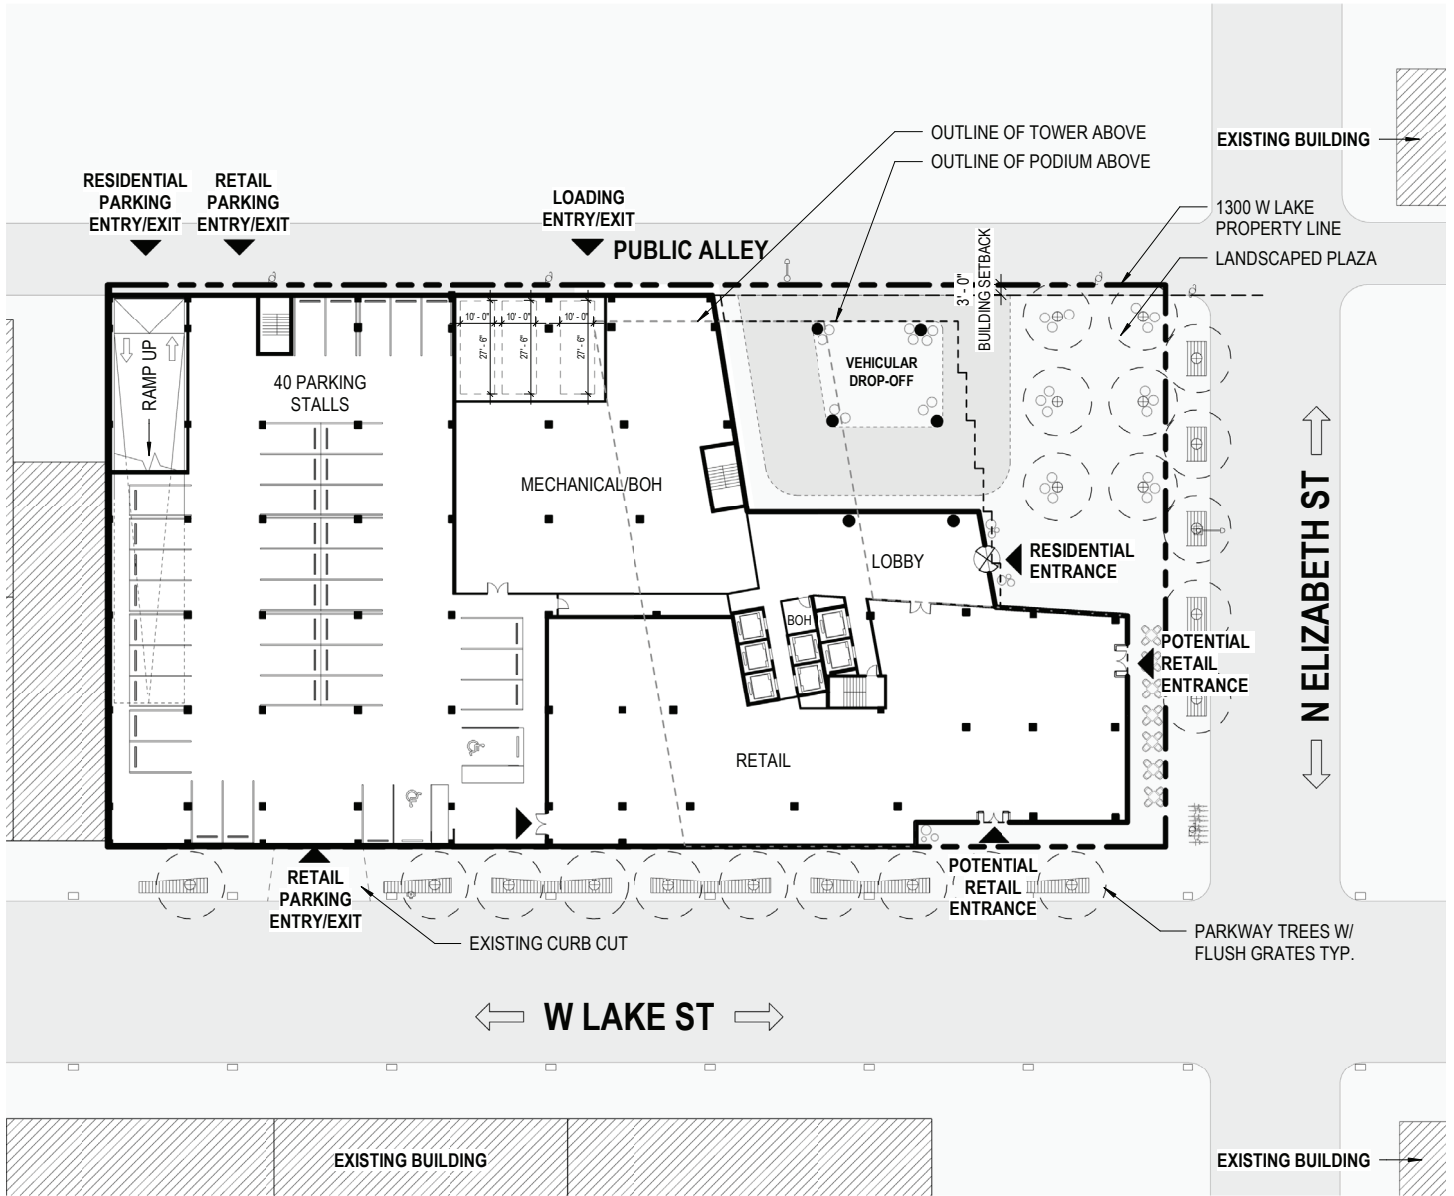 OUTLINE OF TOWER ABOVE
OUTLINE OF PODIUM ABOVE
EXISTING BUILDING
RESIDENTIAL
PARKING
ENTRY/EXIT
RETAIL
PARKING
ENTRY/EXIT
LOADING
ENTRY/EXIT
PUBLIC ALLEY
1300 W LAKE
PROPERTY LINE
LANDSCAPED PLAZA
3' - 0"
BUILDING SETBACK
10' - 0"
10' - 0"
10' - 0"
27' - 6"
27' - 6"
27' - 6"
RAMP UP
40 PARKING
STALLS
VEHICULAR
DROP-OFF
MECHANICAL/BOH
LOBBY
RESIDENTIAL
ENTRANCE
N ELIZABETH ST
BOH
POTENTIAL
RETAIL
ENTRANCE
RETAIL
RETAIL
PARKING
ENTRY/EXIT
POTENTIAL
RETAIL
ENTRANCE
EXISTING CURB CUT
PARKWAY TREES W/
FLUSH GRATES TYP.
W LAKE ST
EXISTING BUILDING
EXISTING BUILDING